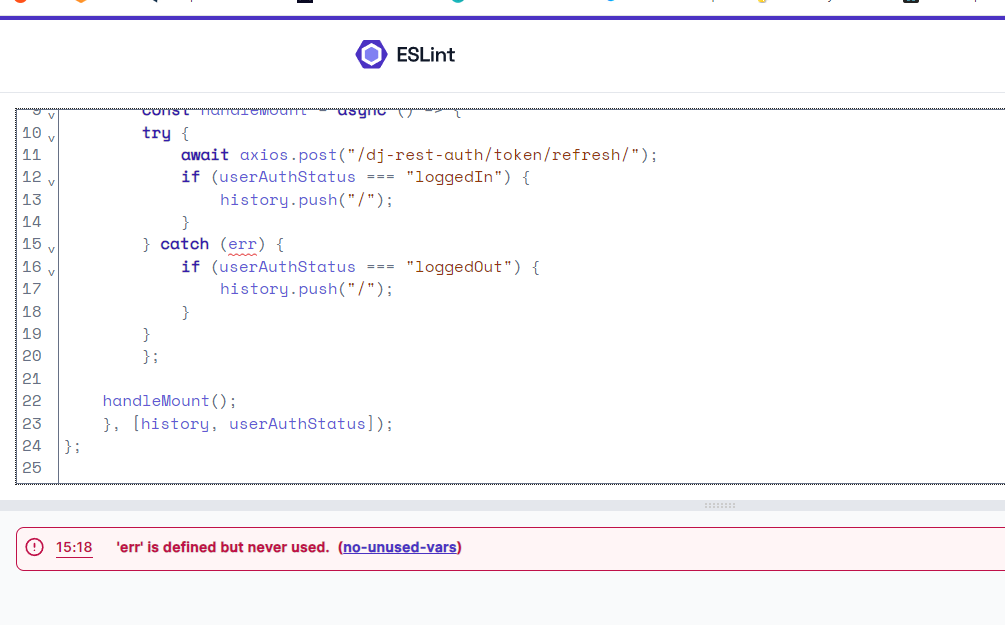 ESLint
9 const handleMount = async () => {
10 try {
11 await axios.post("/dj-rest-auth/token/refresh/");
12 if (userAuthStatus === "loggedIn") {
13 history.push("/");
14 }
15 } catch (err) {
16 if (userAuthStatus === "loggedOut") {
17 history.push("/");
18 }
19 }
20 };
21
22 handleMount();
23 }, [history, userAuthStatus]);
24 };
25
15:18 'err' is defined but never used. (no-unused-vars)